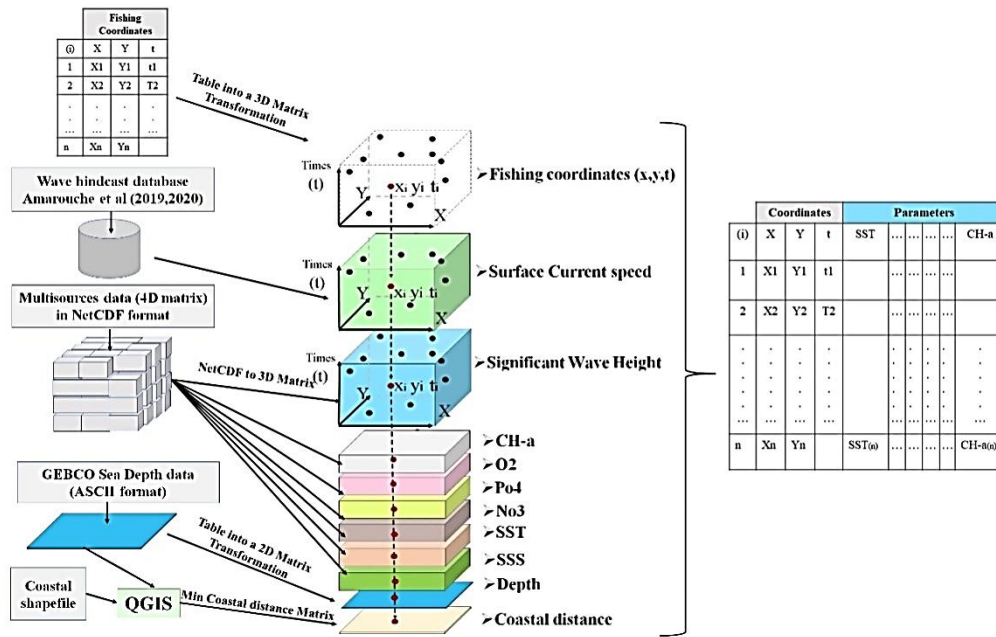 Fishing
Coordinates
(i) X Y t
1 X1 Y1 t1
2 X2 Y2 T2
. . . .
. . . .
... ... ... ...
n Xn Yn
Table into a 3D Matrix
Transformation
Wave hindcast database
Amarouche et al (2019,2020)
Multisources data (4D matrix)
in NetCDF format
NetCDF to 3D Matrix
GEBCO Sea Depth data
(ASCII format)
Table into a 2D Matrix
Transformation
Coastal
shapefile
QGIS
Min Coastal distance Matrix
Times
(t)
Y
xi yi ti
X
➢Fishing coordinates (x,y,t)
Times
(t)
Y
xi yi ti
X
➢Surface Current speed
Times
(t)
Y
xi yi ti
X
➢Significant Wave Height
➢CH-a
➢O2
➢Po4
➢No3
➢SST
➢SSS
➢Depth
➢Coastal distance
Coordinates Parameters
(i) X Y t SST ... ... ... ... CH-a
1 X1 Y1 t1 ... ... ... ...
2 X2 Y2 T2 ... ... ... ...
. . . . . . . .
. . . . . . . .
. . . . . . . .
... ... ... ... ...
n Xn Yn SST(n) ... ... ... ... CH-a(n)